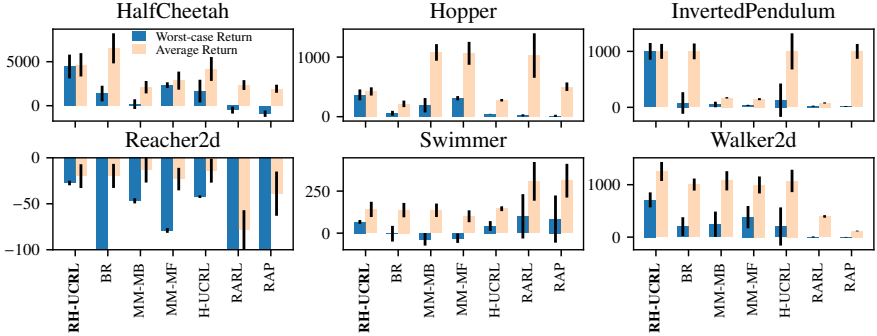 HalfCheetah
Hopper
InvertedPendulum
Worst-case Return
Average Return
5000
0
1000
0
1000
0
Reacher2d
Swimmer
Walker2d
0
−50
−100
250
0
1000
0
RH-UCRL
BR
MM-MB
MM-MF
H-UCRL
RARL
RAP
RH-UCRL
BR
MM-MB
MM-MF
H-UCRL
RARL
RAP
RH-UCRL
BR
MM-MB
MM-MF
H-UCRL
RARL
RAP